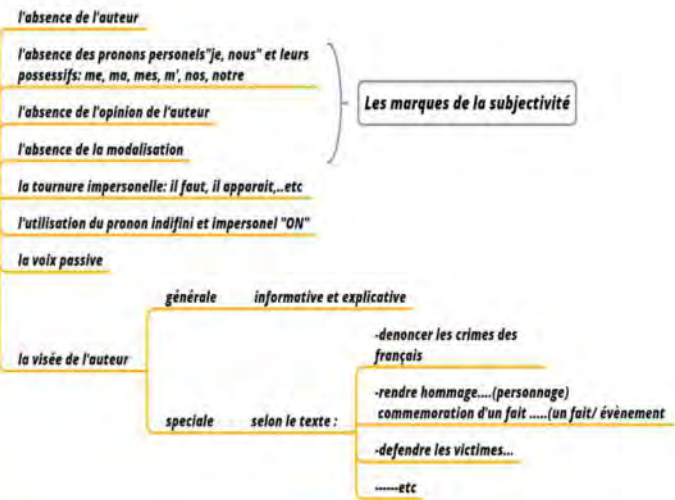 l'absence de l'auteur
l'absence des pronons personels"je, nous" et leurs
possessifs: me, ma, mes, m', nos, notre
Les marques de la subjectivité
l'absence de l'opinion de l'auteur
l'absence de la modalisation
la tournure impersonelle: il faut, il apparait,..etc
l'utilisation du pronon indifini et impersonel "ON"
la voix passive
générale informative et explicative
-denoncer les crimes des
français
la visée de l'auteur
-rendre hommage....(personnage)
commemoration d'un fait .....(un fait/ évènement
speciale selon le texte :
-defendre les victimes...
------etc